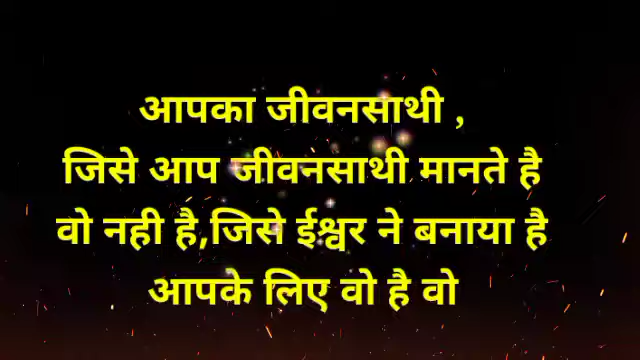 आपका जीवनसाथी ,
जिसे आप जीवनसाथी मानते है
वो नही है,जिसे ईश्वर ने बनाया है
आपके लिए वो है वो